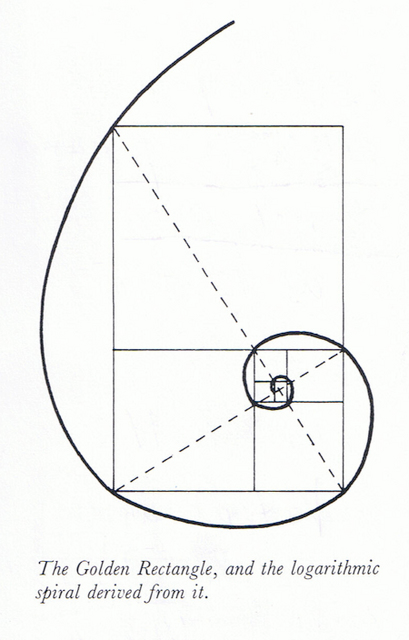 The Golden Rectangle, and the logarithmic
spiral derived from it.